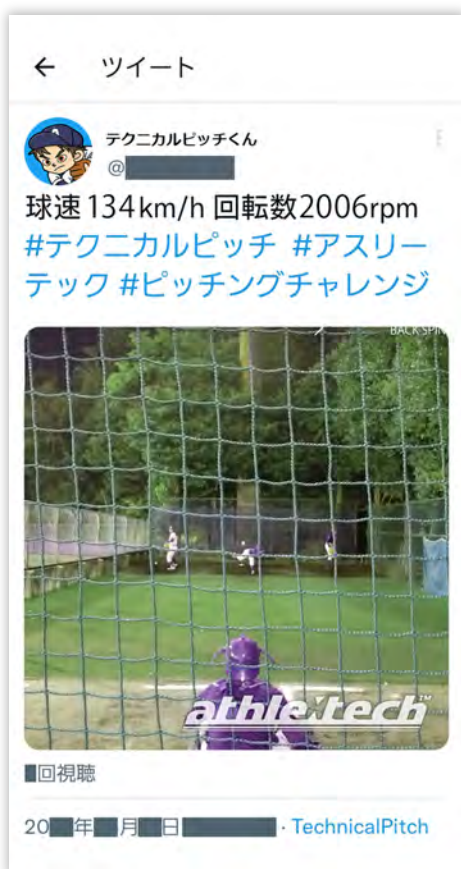 ← ツイート
テクニカルピッチくん
@
球速134km/h 回転数2006rpm
#テクニカルピッチ #アスリー
テック #ピッチングチャレンジ
BACK SPIN
athletech™
回視聴
20 年 月 日 · TechnicalPitch